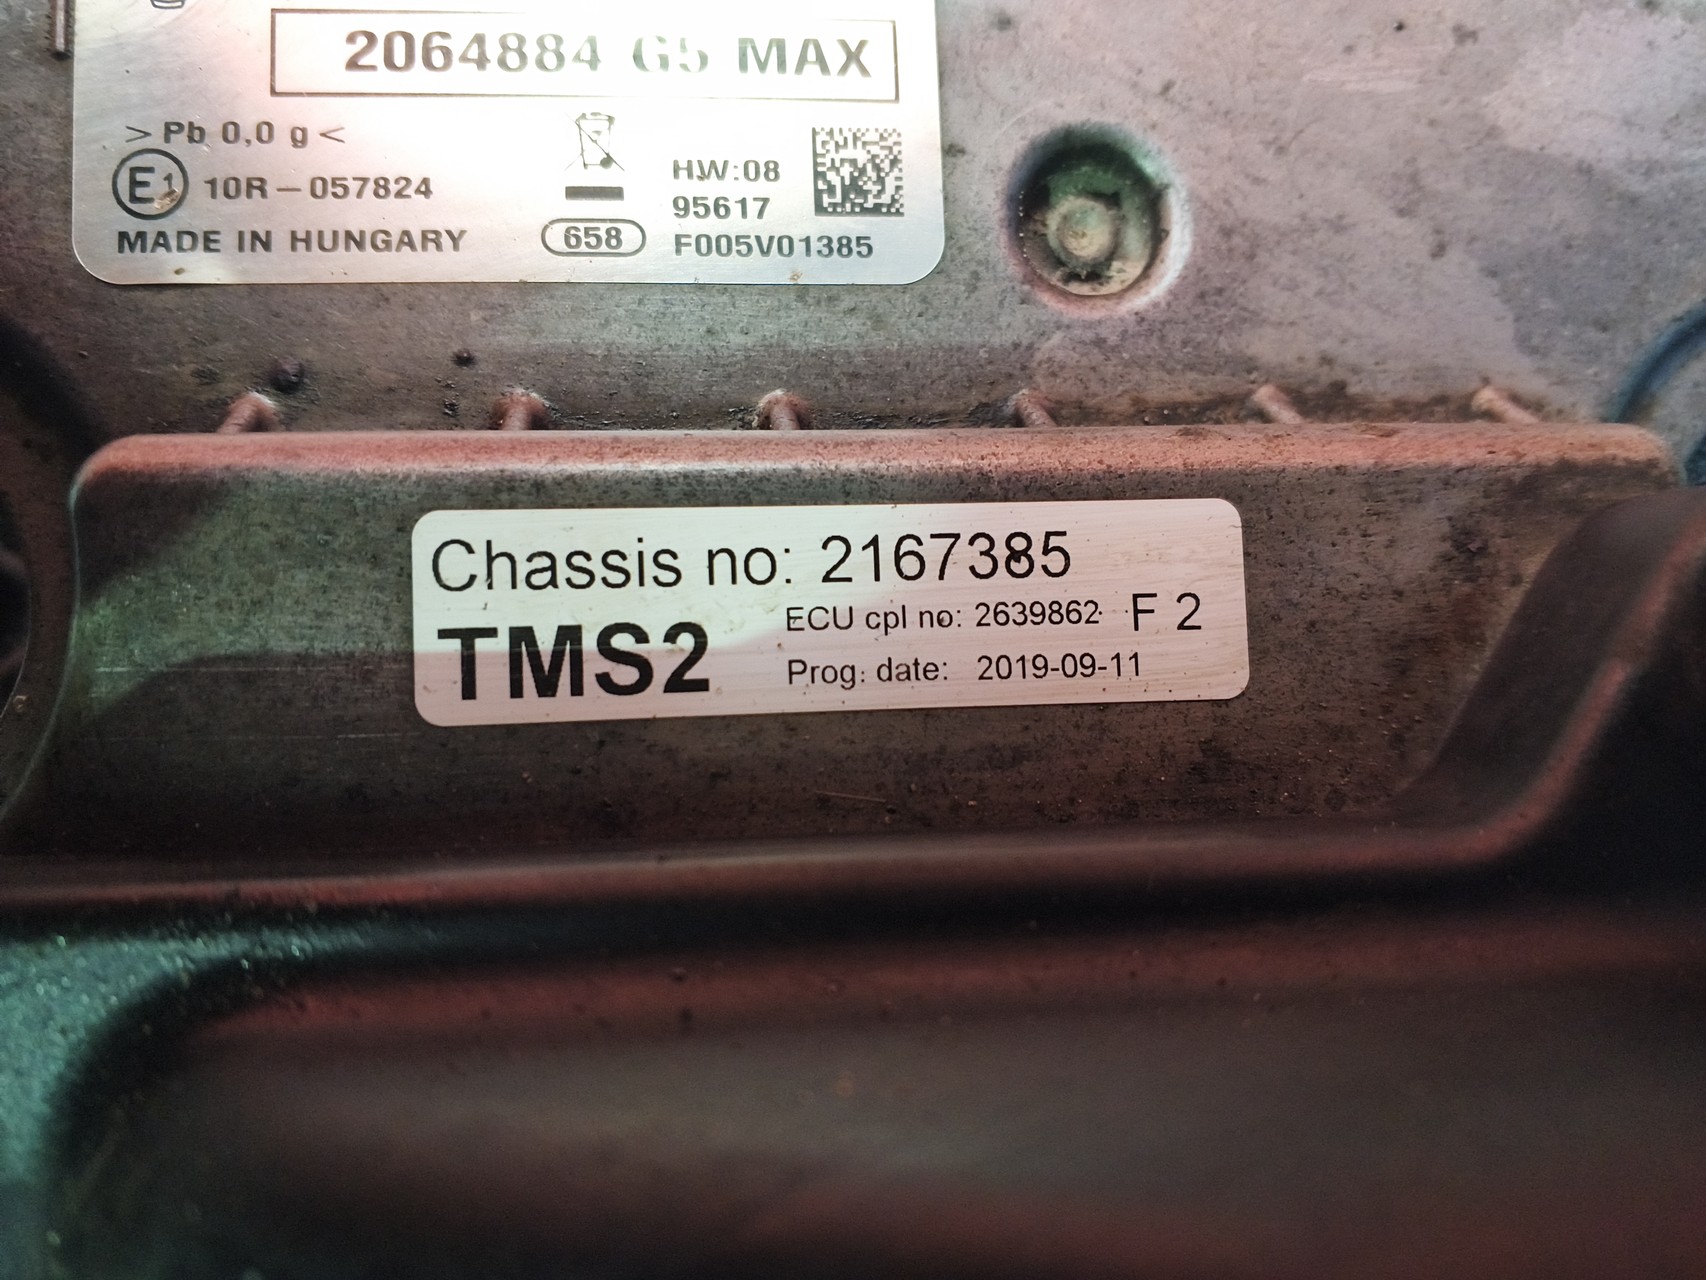 2064884 G5 MAX
>Pb 0,0 g<
E1 10R-057824
MADE IN HUNGARY
658
HW:08
95617
F005V01385
Chassis no: 2167385
TMS2
ECU cpl no: 2639862 F 2
Prog. date: 2019-09-11